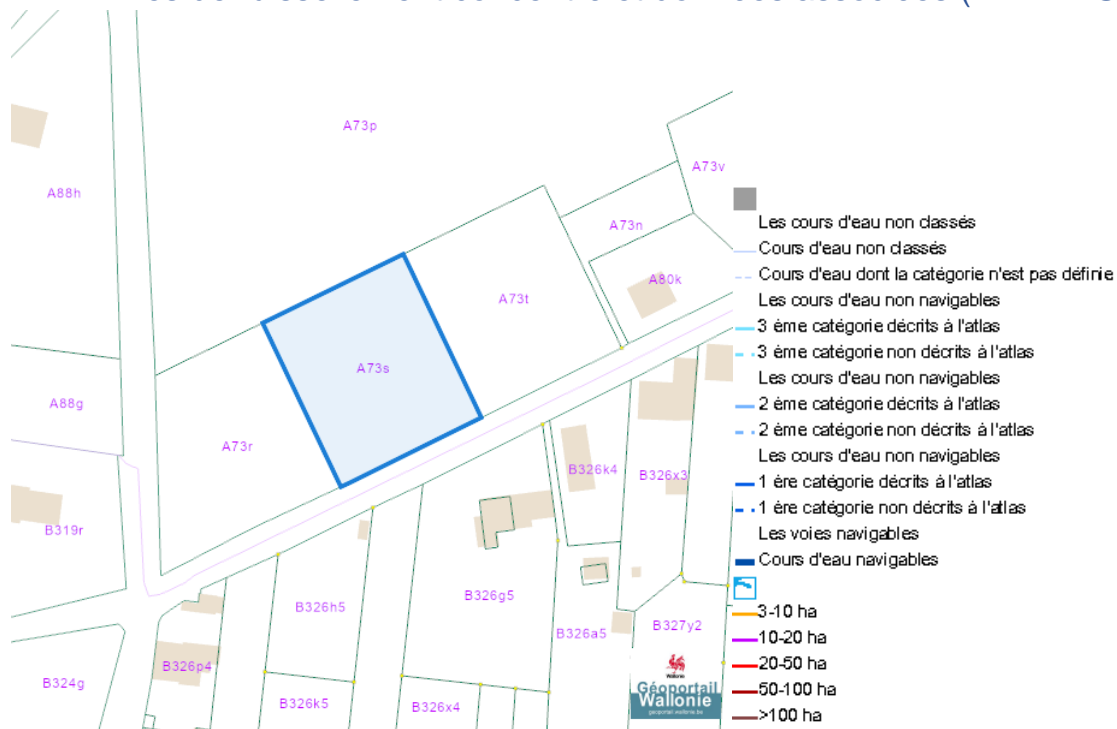 A73p
A73v
A88h
Les cours d'eau non classés
A73n
Cours d'eau non classés
Cours d'eau dont la catégorie n'est pas définie
A80k
A73t
Les cours d'eau non navigables
3 ème catégorie décrits à l'atlas
3 ème catégorie non décrits à l'atlas
A73s
Les cours d'eau non navigables
A88g
2 ème catégorie décrits à l'atlas
2 ème catégorie non décrits à l'atlas
A73r
Les cours d'eau non navigables
B326k4
B326x3
1 ère catégorie décrits à l'atlas
1 ère catégorie non décrits à l'atlas
B319r
Les voies navigables
Cours d'eau navigables
B326h5
B326g5
3-10 ha
B326a5
B327y2
10-20 ha
B326p4
20-50 ha
B324g
Wallonie
Géoportail
Wallonie
geoportail.wallonie.be
50-100 ha
B326k5
B326x4
>100 ha